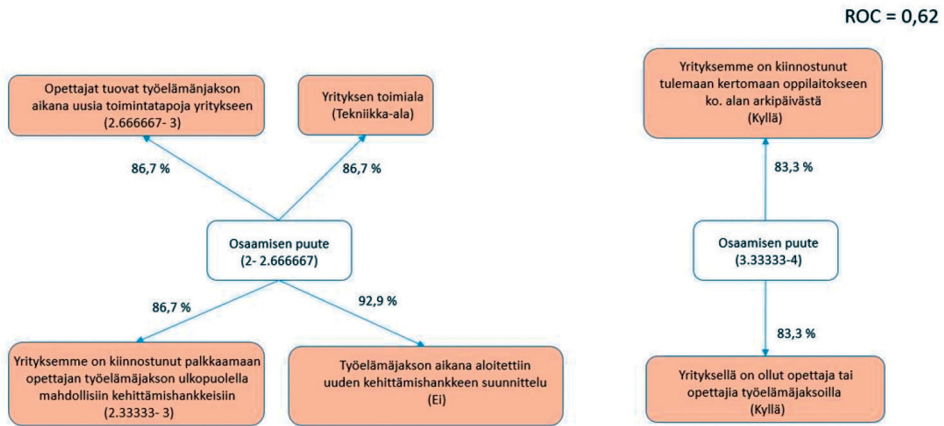 ROC = 0,62
Opettajat tuovat työelämänjakson
aikana uusia toimintatapoja yritykseen
(2.666667- 3)
Yrityksen toimiala
(Tekniikka-ala)
86,7 %
86,7 %
Osaamisen puute
(2- 2.666667)
86,7 %
92,9 %
Yrityksemme on kiinnostunut palkkaamaan
opettajan työelämäjakson ulkopuolella
mahdollisiin kehittämishankkeisiin
(2.33333- 3)
Työelämäjakson aikana aloitettiin
uuden kehittämishankkeen suunnittelu
(Ei)
Yrityksemme on kiinnostunut
tulemaan kertomaan oppilaitokseen
ko. alan arkipäivästä
(Kyllä)
83,3 %
Osaamisen puute
(3.33333-4)
83,3 %
Yrityksellä on ollut opettaja tai
opettajia työelämäjaksoilla
(Kyllä)